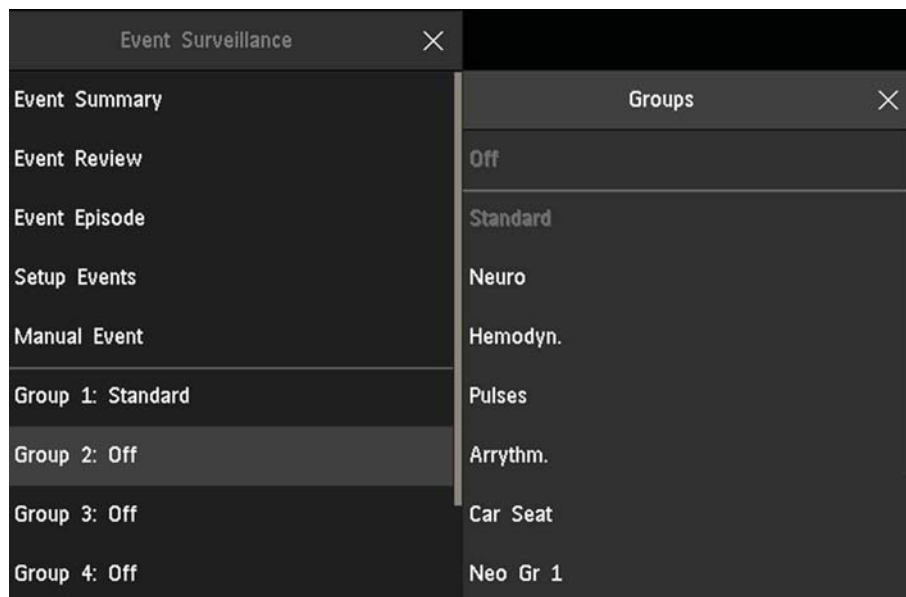 Event Surveillance
Event Summary
Event Review
Event Episode
Setup Events
Manual Event
Group 1: Standard
Group 2: Off
Group 3: Off
Group 4: Off
Groups
Off
Standard
Neuro
Hemodyn.
Pulses
Arrythm.
Car Seat
Neo Gr 1